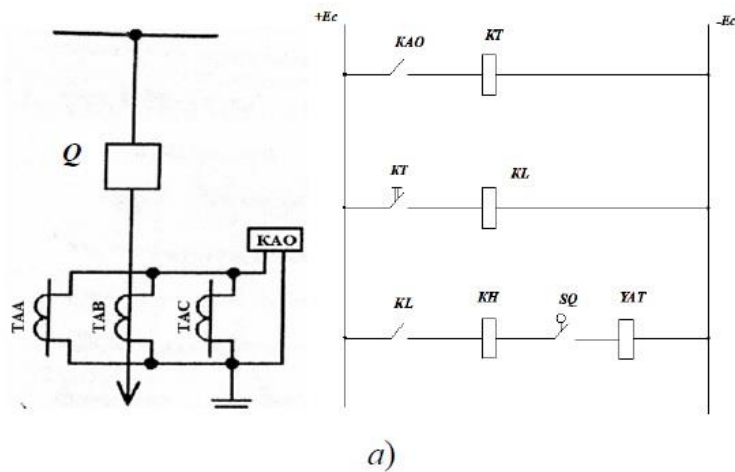 Q
KAO
TAA
TAB
TAC
+Ec
–Ec
KAO KT
KT KL
KL KH SQ YAT
а)